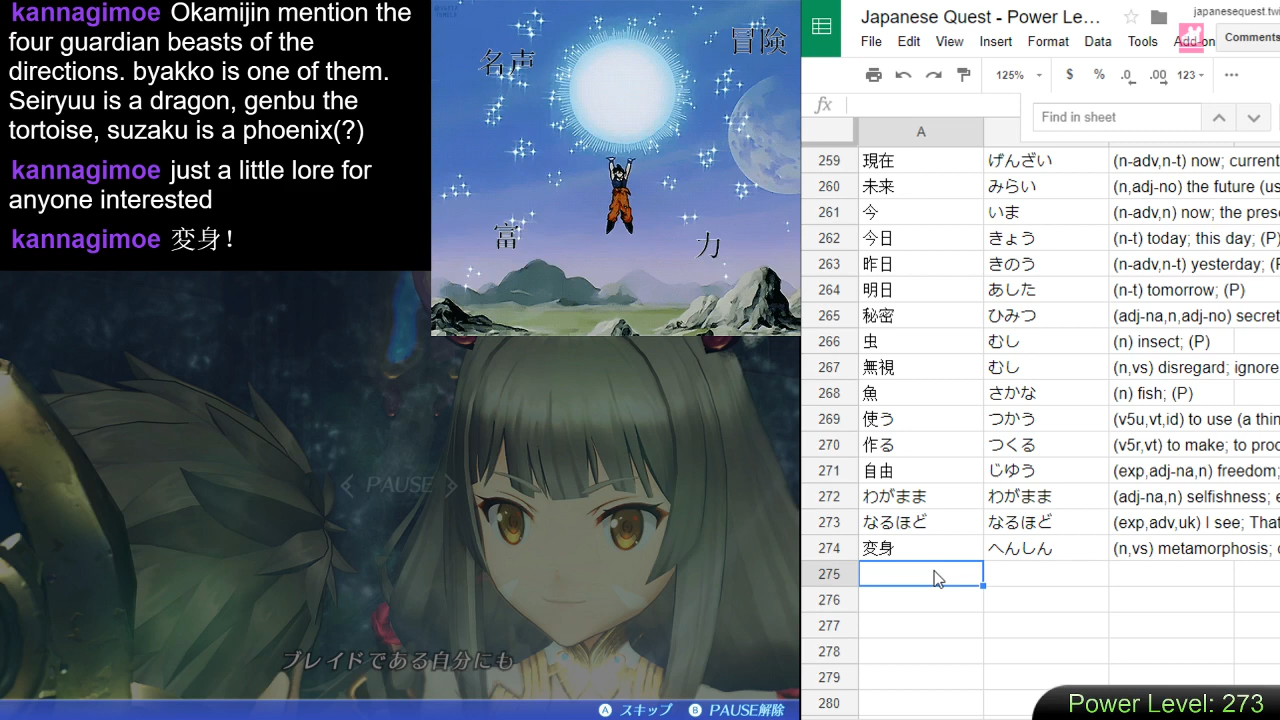 kannagimoe Okamijin mention the
four guardian beasts of the
directions. byakko is one of them.
Seiryuu is a dragon, genbu the
tortoise, suzaku is a phoenix(?)
kannagimoe just a little lore for
anyone interested
kannagimoe 変身!
名声
冒険
富
力
< PAUSE >
ブレイドである自分にも
Ⓐ スキップ Ⓑ PAUSE解除
Japanese Quest - Power Le...
japanesequest.twi
File Edit View Insert Format Data Tools Add-on
Comments
125% $ % .0 .00 123 ...
fx
Find in sheet
A
259 現在 げんざい (n-adv,n-t) now; current
260 未来 みらい (n,adj-no) the future (us
261 今 いま (n-adv,n) now; the pres
262 今日 きょう (n-t) today; this day; (P)
263 昨日 きのう (n-adv,n-t) yesterday; (P
264 明日 あした (n-t) tomorrow; (P)
265 秘密 ひみつ (adj-na,n,adj-no) secret
266 虫 むし (n) insect; (P)
267 無視 むし (n,vs) disregard; ignore
268 魚 さかな (n) fish; (P)
269 使う つかう (v5u,vt,id) to use (a thin
270 作る つくる (v5r,vt) to make; to proc
271 自由 じゆう (exp,adj-na,n) freedom;
272 わがまま わがまま (adj-na,n) selfishness; e
273 なるほど なるほど (exp,adv,uk) I see; That
274 変身 へんしん (n,vs) metamorphosis;
275
276
277
278
279
280
Power Level: 273